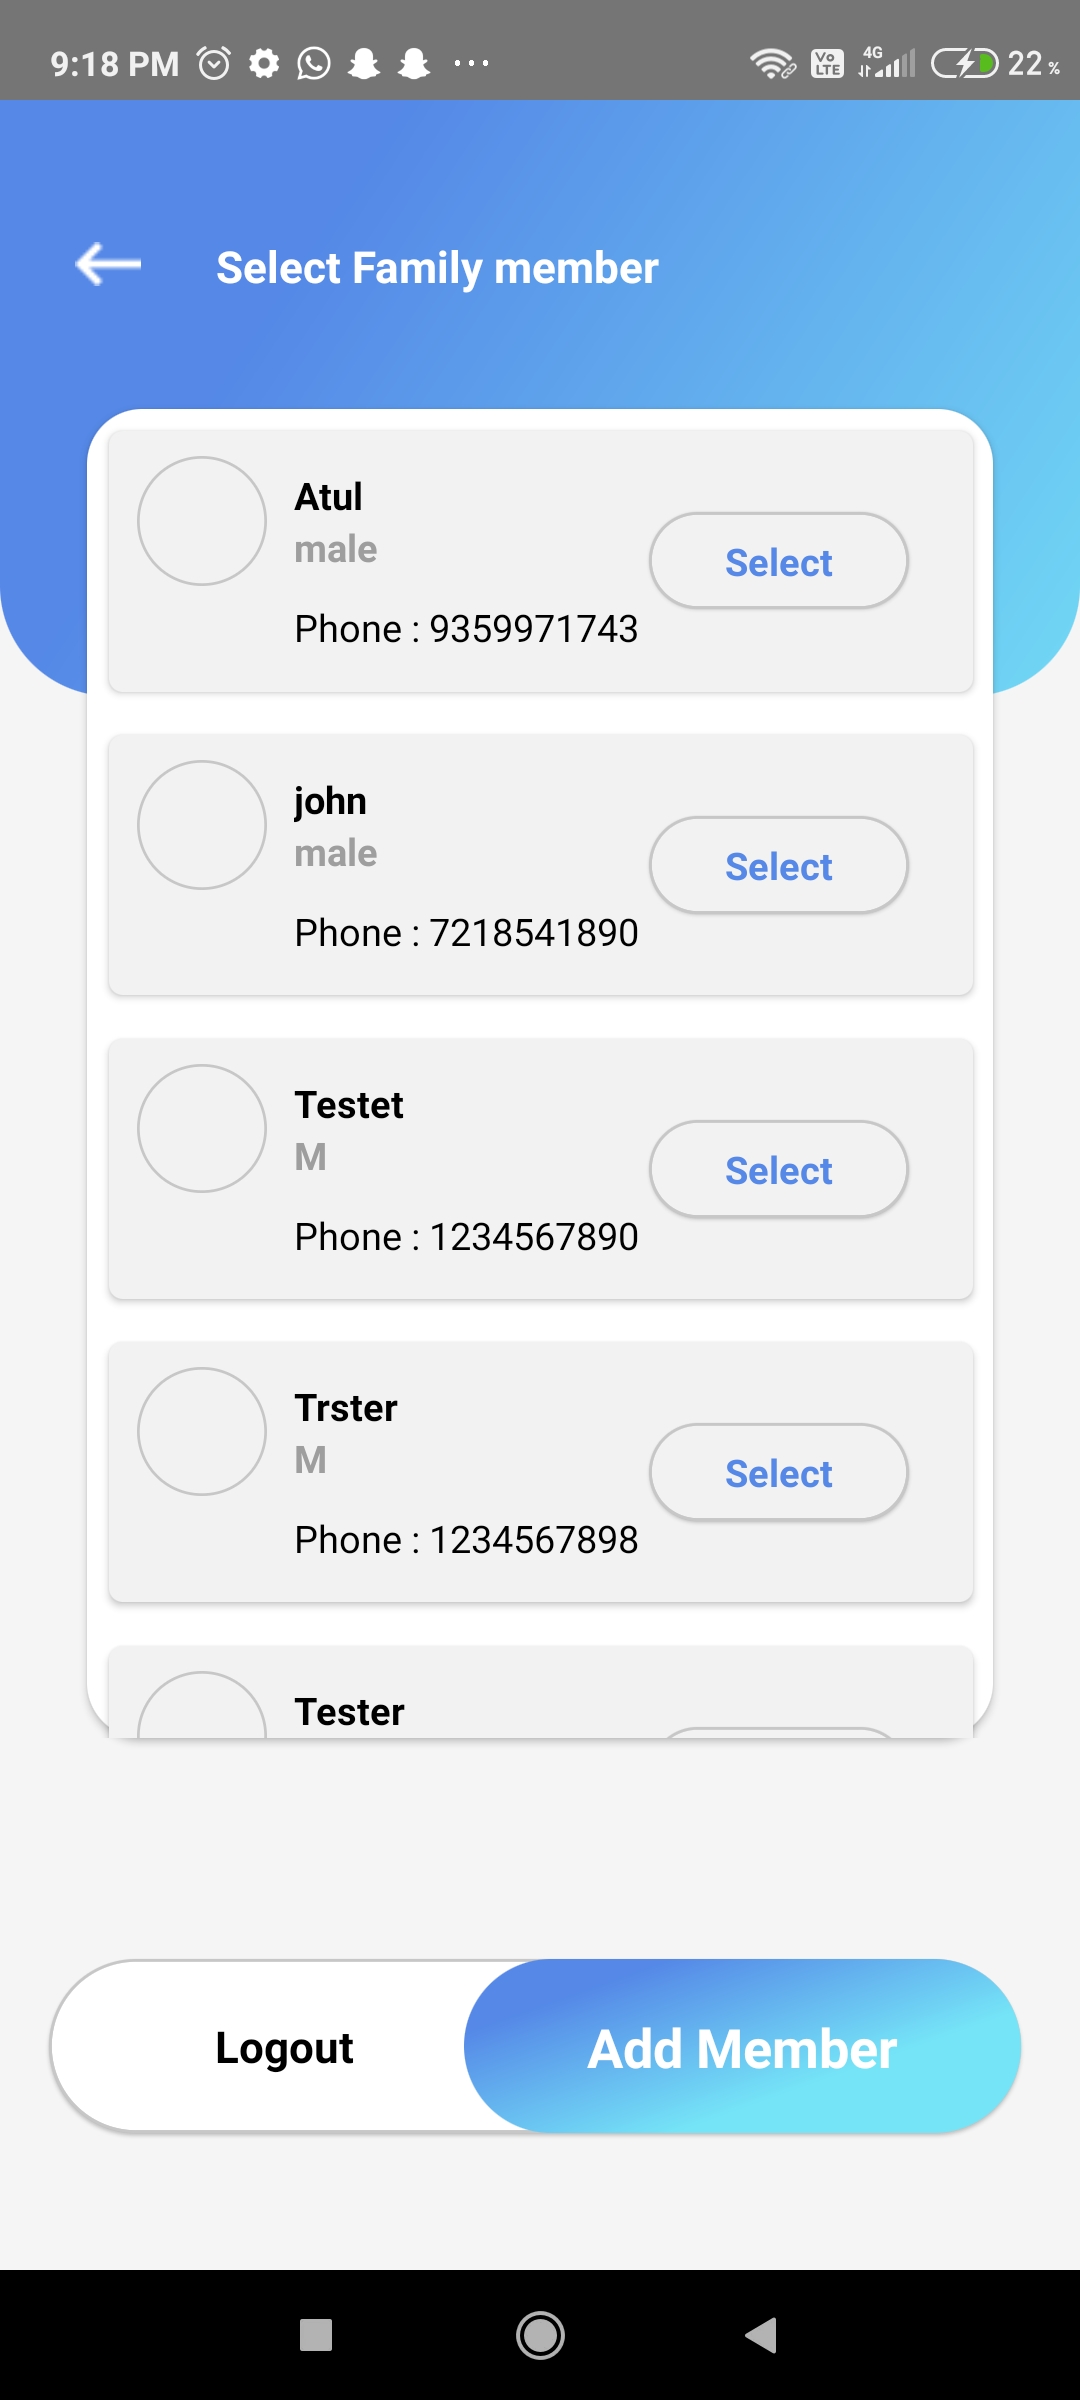 9:18 PM
Vo
LTE
4G
22 %
Select Family member
Atul
male
Select
Phone : 9359971743
john
male
Select
Phone : 7218541890
Testet
M
Select
Phone : 1234567890
Trster
M
Select
Phone : 1234567898
Tester
Logout
Add Member